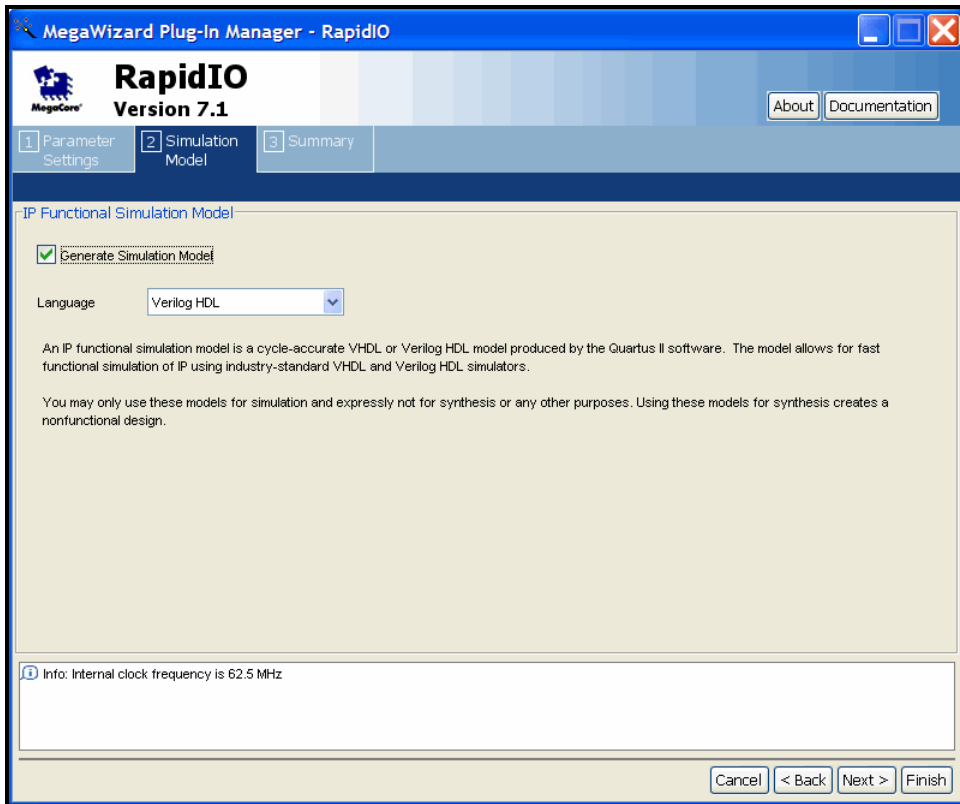 MegaWizard Plug-In Manager - RapidIO
MegaCore®
RapidIO
Version 7.1
About
Documentation
1 Parameter Settings
2 Simulation Model
3 Summary
IP Functional Simulation Model
Generate Simulation Model
Language
Verilog HDL
An IP functional simulation model is a cycle-accurate VHDL or Verilog HDL model produced by the Quartus II software. The model allows for fast
functional simulation of IP using industry-standard VHDL and Verilog HDL simulators.
You may only use these models for simulation and expressly not for synthesis or any other purposes. Using these models for synthesis creates a
nonfunctional design.
Info: Internal clock frequency is 62.5 MHz
Cancel
< Back
Next >
Finish